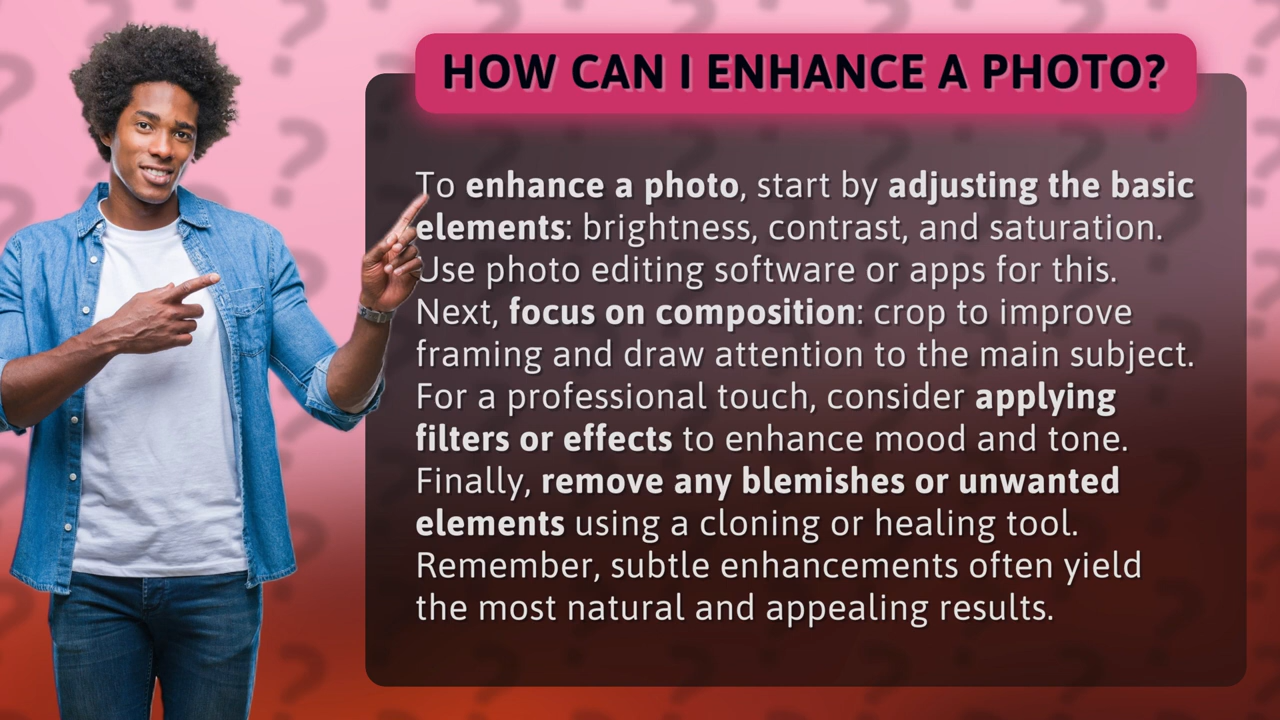 HOW CAN I ENHANCE A PHOTO?
To enhance a photo, start by adjusting the basic
elements: brightness, contrast, and saturation.
Use photo editing software or apps for this.
Next, focus on composition: crop to improve
framing and draw attention to the main subject.
For a professional touch, consider applying
filters or effects to enhance mood and tone.
Finally, remove any blemishes or unwanted
elements using a cloning or healing tool.
Remember, subtle enhancements often yield
the most natural and appealing results.